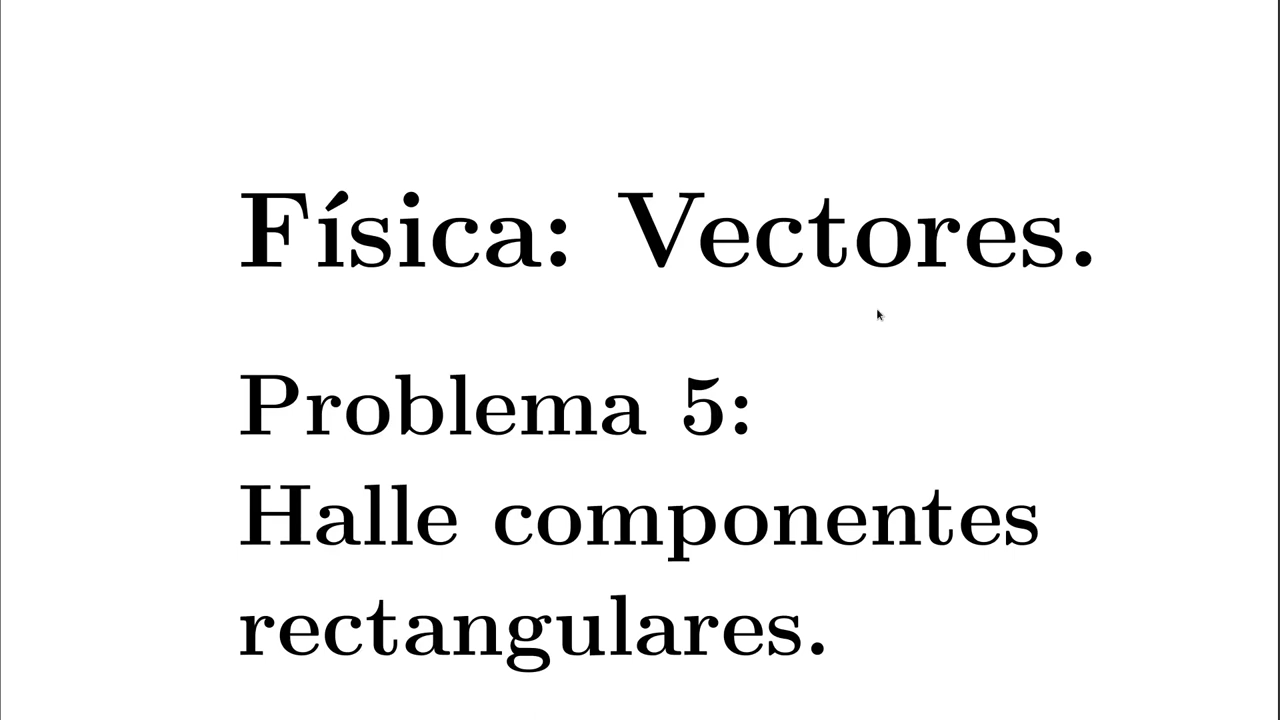 Física: Vectores.
Problema 5:
Halle componentes
rectangulares.